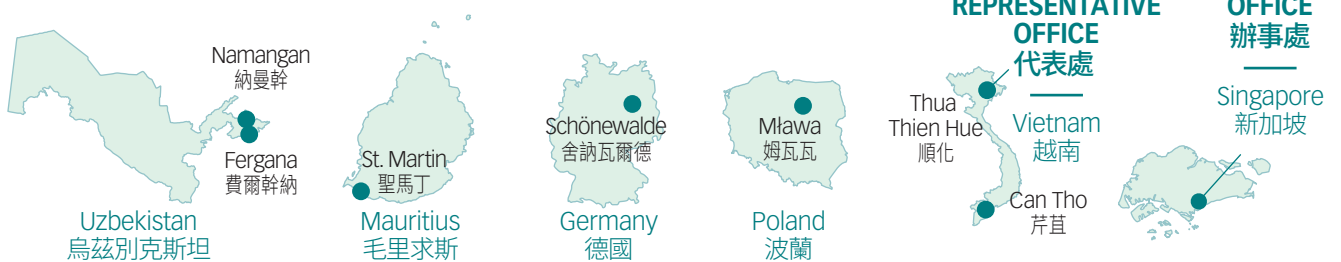 Namangan
納曼幹
Fergana
費爾幹納
Uzbekistan
烏茲別克斯坦
St. Martin
聖馬丁
Mauritius
毛里求斯
Schönewalde
舍訥瓦爾德
Germany
德國
Mława
姆瓦瓦
Poland
波蘭
REPRESENTATIVE
OFFICE
代表處
Thua
Thien Hue
順化
Vietnam
越南
Can Tho
芹苴
OFFICE
辦事處
Singapore
新加坡